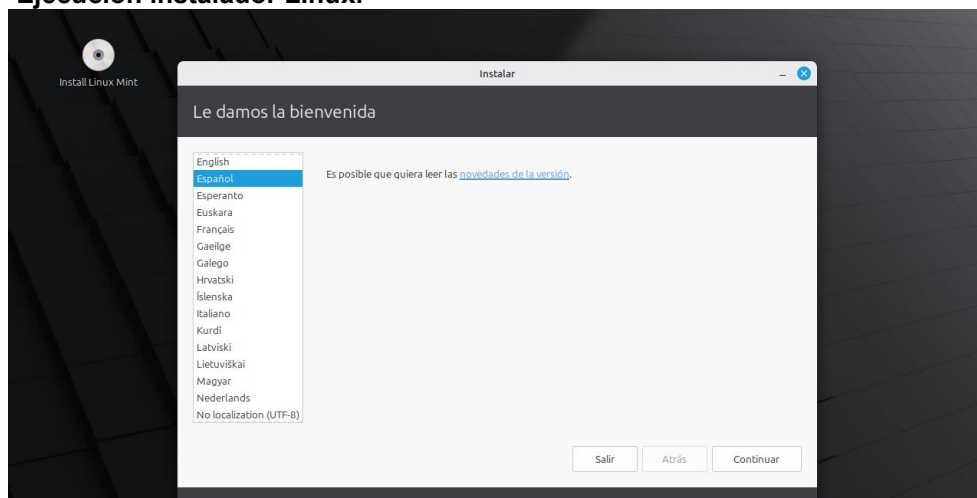 Ejecución instalador Linux.
Install Linux Mint
Instalar
Le damos la bienvenida
English
Español
Esperanto
Euskara
Français
Gaeilge
Galego
Hrvatski
Íslenska
Italiano
Kurdî
Latviski
Lietuviškai
Magyar
Nederlands
No localization (UTF-8)
Es posible que quiera leer las novedades de la versión.
Salir
Atrás
Continuar